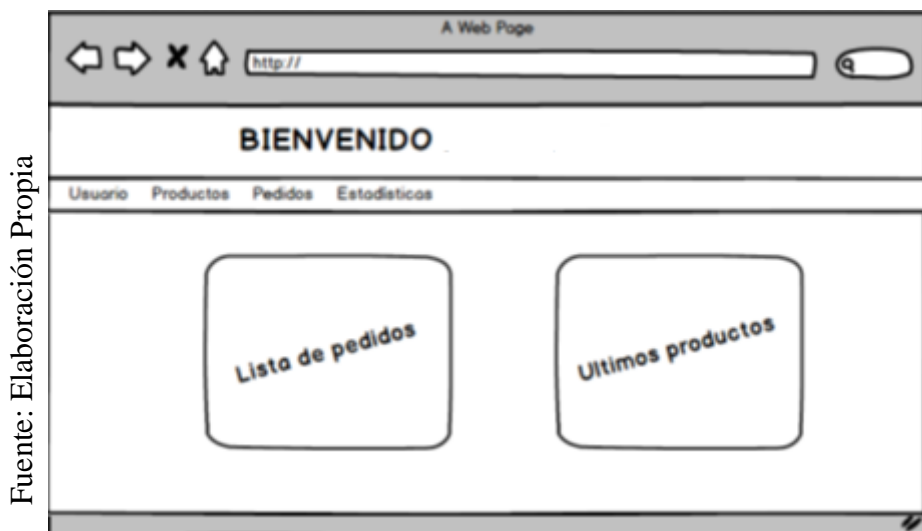 A Web Page
http://
BIENVENIDO
Usuario Productos Pedidos Estadísticas
Lista de pedidos
Ultimos productos
Fuente: Elaboración Propia